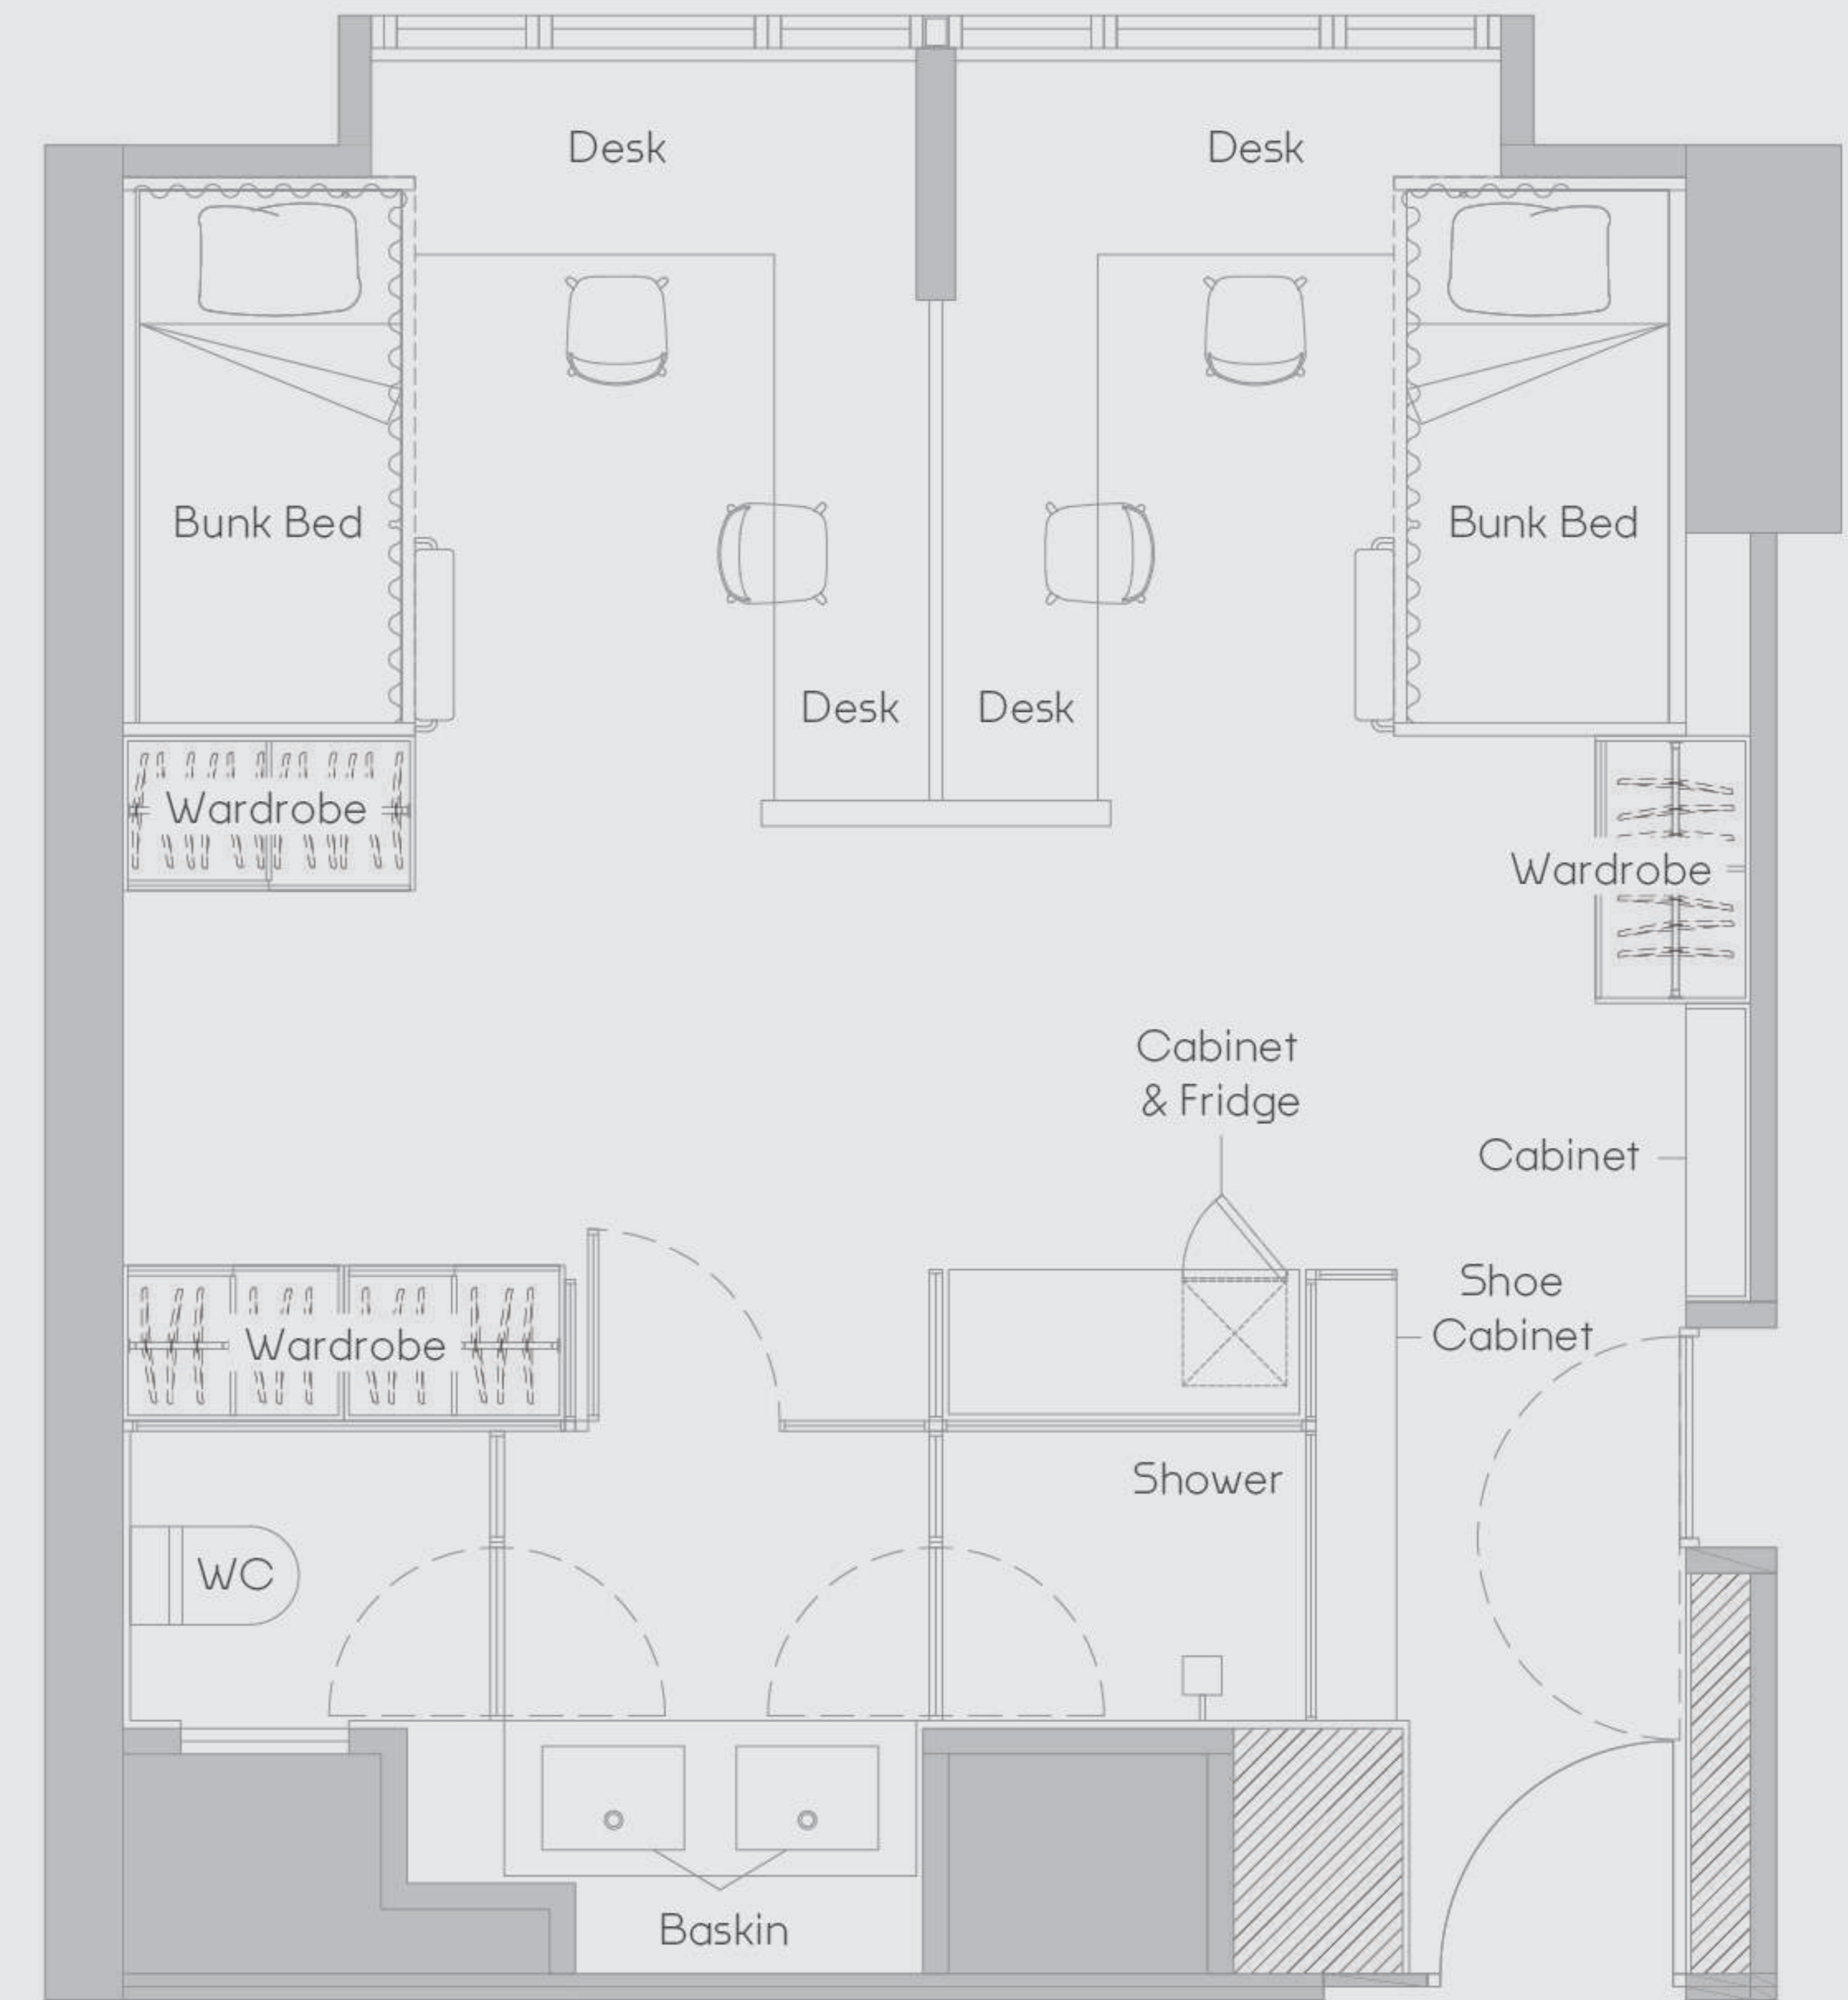 Desk
Desk
Bunk Bed
Bunk Bed
Desk
Desk
Wardrobe
Wardrobe
Cabinet
& Fridge
Cabinet
Shoe
Cabinet
Wardrobe
Shower
WC
Baskin